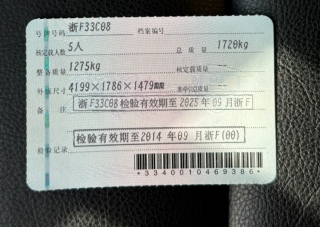 号牌号码 浙F33C08 档案编号
核定载人数 5人 总质量 1720kg
整备质量 1275kg 核定载质量 --
外廓尺寸 4199×1786×1479mm 准牵引总质量 --
备注 浙F33C08检验有效期至2025年09月浙F
检验有效期至2014年09月浙F(00)
检验记录
*3340010469386*